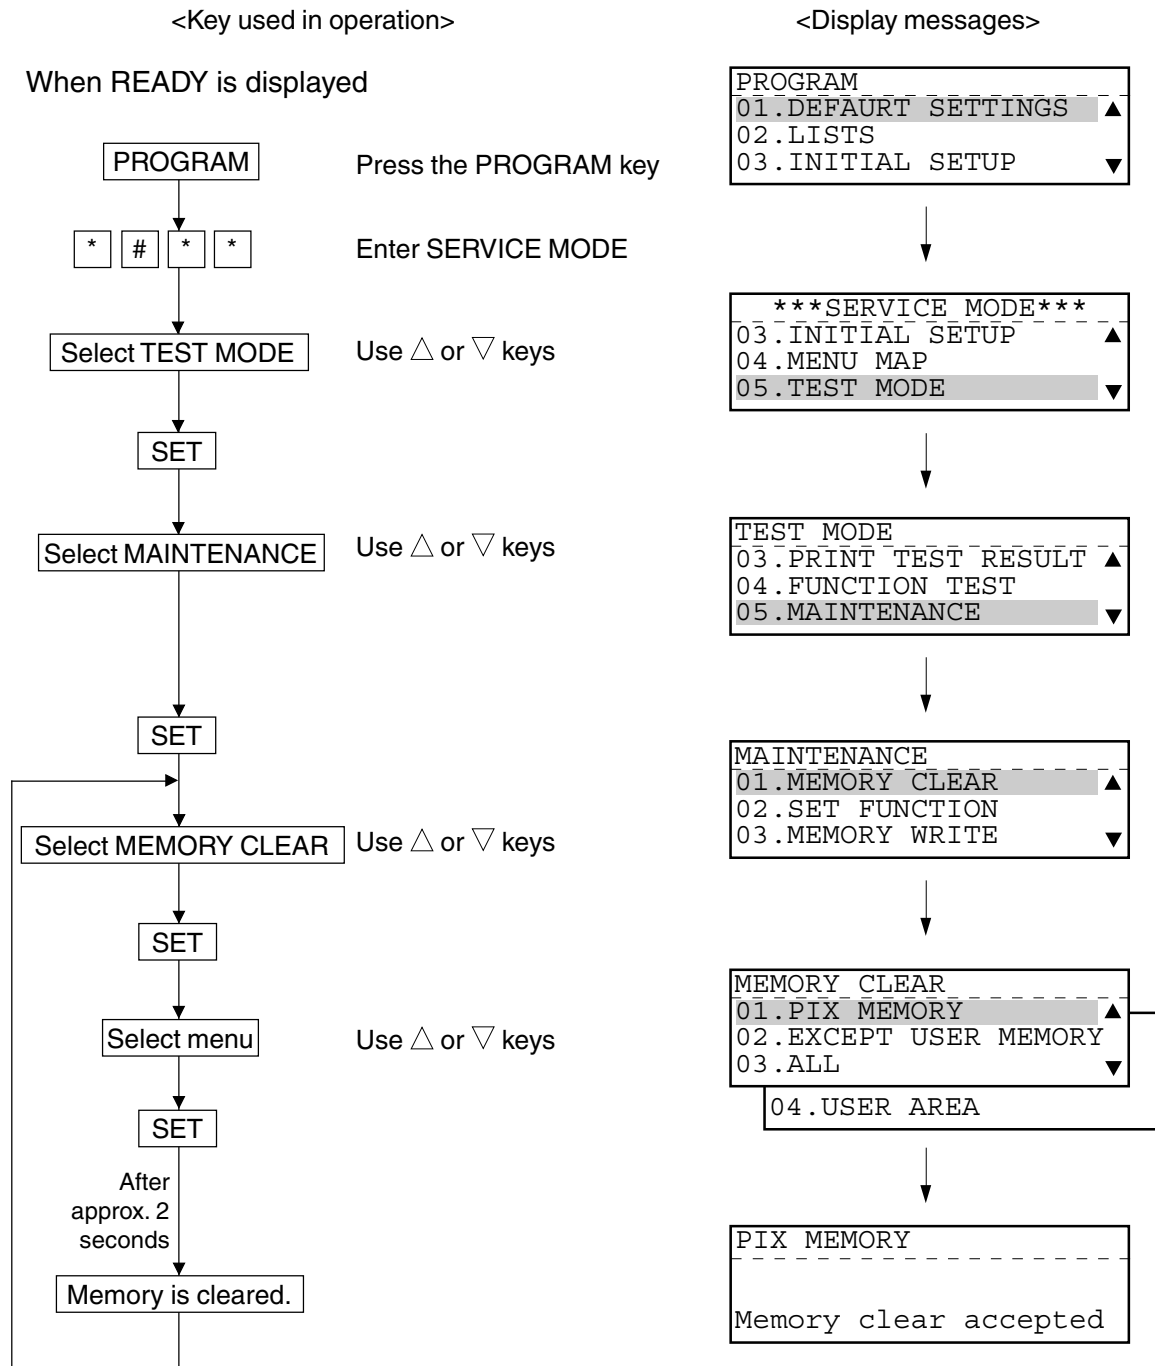 <Key used in operation>
<Display messages>
When READY is displayed
PROGRAM
Press the PROGRAM key
* # * *
Enter SERVICE MODE
Select TEST MODE
Use △ or ▽ keys
SET
Select MAINTENANCE
Use △ or ▽ keys
SET
Select MEMORY CLEAR
Use △ or ▽ keys
SET
Select menu
Use △ or ▽ keys
SET
After
approx. 2
seconds
Memory is cleared.
PROGRAM
01.DEFAURT SETTINGS ▲
02.LISTS
03.INITIAL SETUP ▼
***SERVICE MODE***
03.INITIAL SETUP ▲
04.MENU MAP
05.TEST MODE ▼
TEST MODE
03.PRINT TEST RESULT ▲
04.FUNCTION TEST
05.MAINTENANCE ▼
MAINTENANCE
01.MEMORY CLEAR ▲
02.SET FUNCTION
03.MEMORY WRITE ▼
MEMORY CLEAR
01.PIX MEMORY ▲
02.EXCEPT USER MEMORY
03.ALL ▼
04.USER AREA
PIX MEMORY
Memory clear accepted